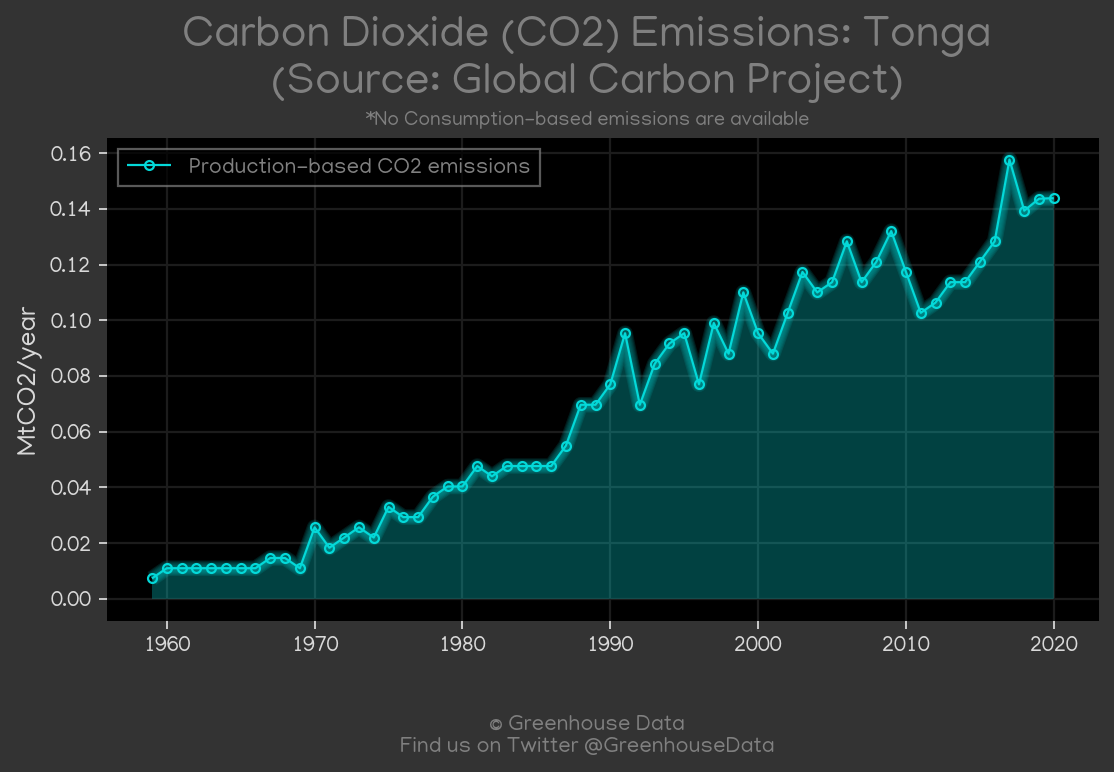 Carbon Dioxide (CO2) Emissions: Tonga
(Source: Global Carbon Project)
*No Consumption-based emissions are available
Production-based CO2 emissions
MtCO2/year
0.16
0.14
0.12
0.10
0.08
0.06
0.04
0.02
0.00
1960 1970 1980 1990 2000 2010 2020
© Greenhouse Data
Find us on Twitter @GreenhouseData